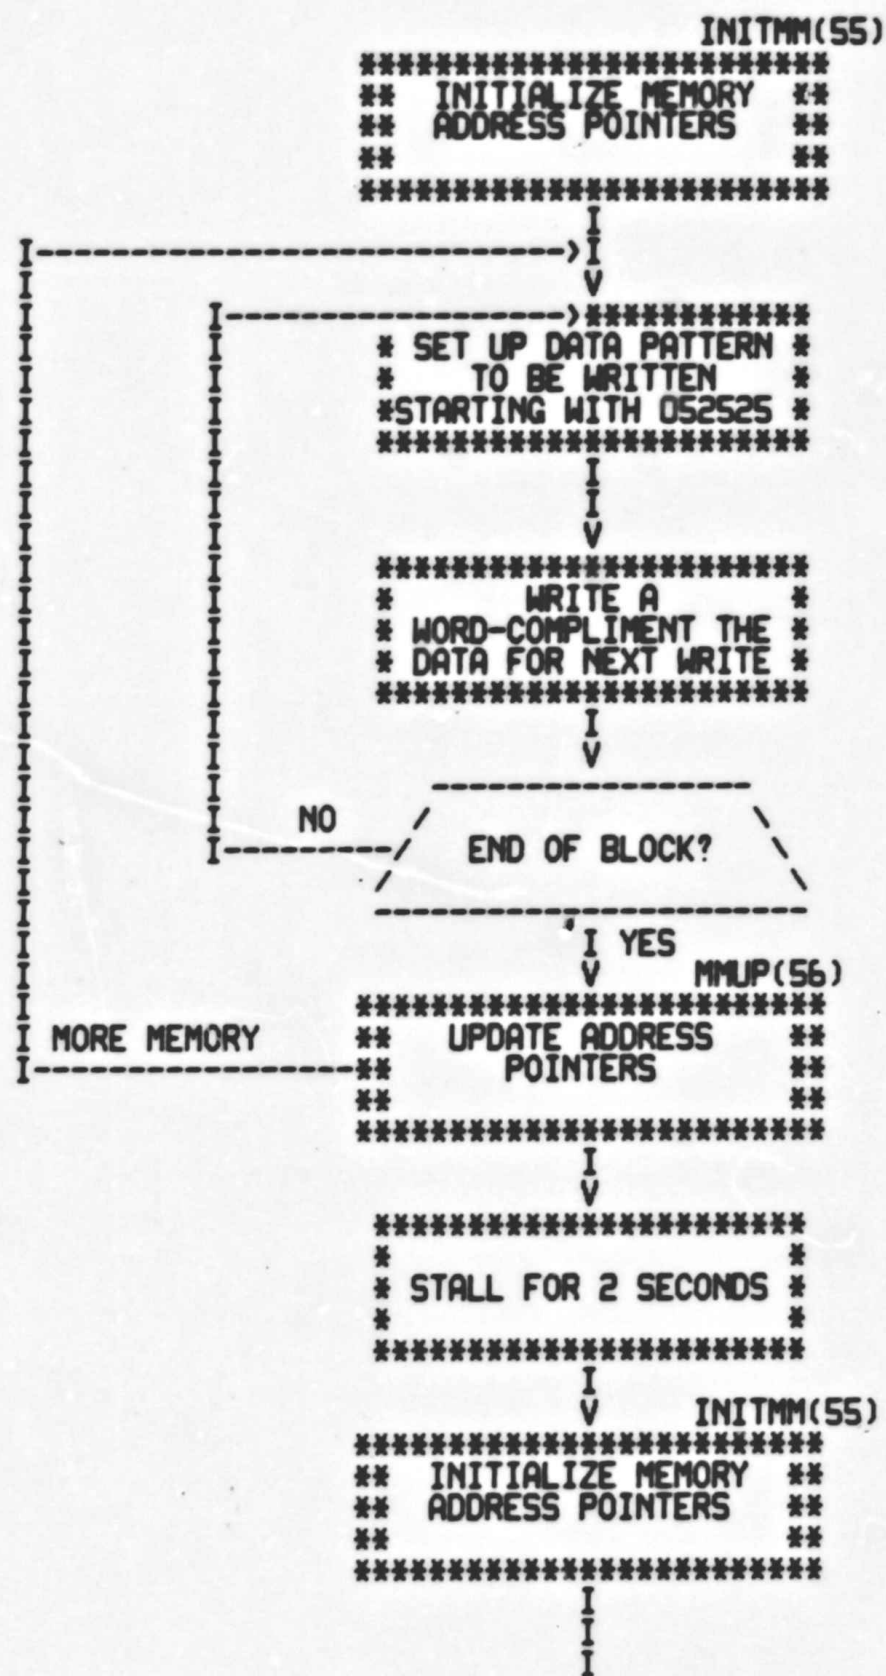 INITMM(55)
*************************
** INITIALIZE MEMORY **
** ADDRESS POINTERS **
** **
*************************
I
I----------------------------->I
I V
I I------------------->************
I I * SET UP DATA PATTERN *
I I * TO BE WRITTEN *
I I *STARTING WITH 052525 *
I I ***********************
I I I
I I I
I I V
I I ***********************
I I * WRITE A *
I I * WORD-COMPLIMENT THE *
I I * DATA FOR NEXT WRITE *
I I ***********************
I I I
I I V
I I -----------------
I I NO / \
I I---------/ END OF BLOCK? \
I / \
I -----------------------
I I YES
I V MMUP(56)
I *************************
I MORE MEMORY ** UPDATE ADDRESS **
I-----------------** POINTERS **
** **
*************************
I
V
***********************
* *
* STALL FOR 2 SECONDS *
* *
***********************
I
V INITMM(55)
*************************
** INITIALIZE MEMORY **
** ADDRESS POINTERS **
** **
*************************
I
I
I